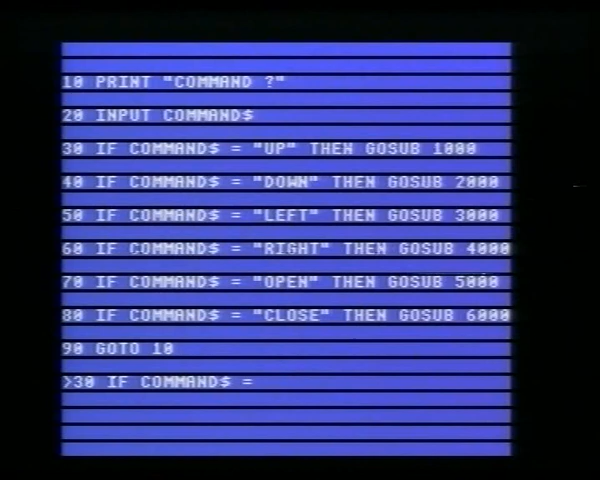 10 PRINT "COMMAND ?"
20 INPUT COMMAND$
30 IF COMMAND$ = "UP" THEN GOSUB 1000
40 IF COMMAND$ = "DOWN" THEN GOSUB 2000
50 IF COMMAND$ = "LEFT" THEN GOSUB 3000
60 IF COMMAND$ = "RIGHT" THEN GOSUB 4000
70 IF COMMAND$ = "OPEN" THEN GOSUB 5000
80 IF COMMAND$ = "CLOSE" THEN GOSUB 6000
90 GOTO 10
>30 IF COMMAND$ =